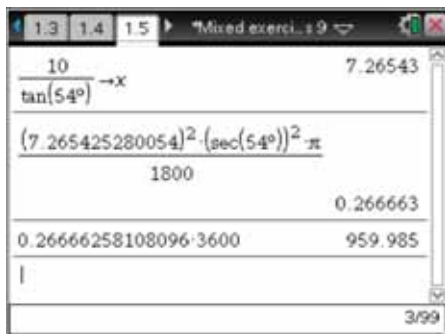 1.3 1.4 1.5 *Mixed exerci...s 9
10
tan(54°) →x 7.26543
(7.265425280054)²·(sec(54°))²·π
1800
0.266663
0.26666258108096·3600 959.985
3/99